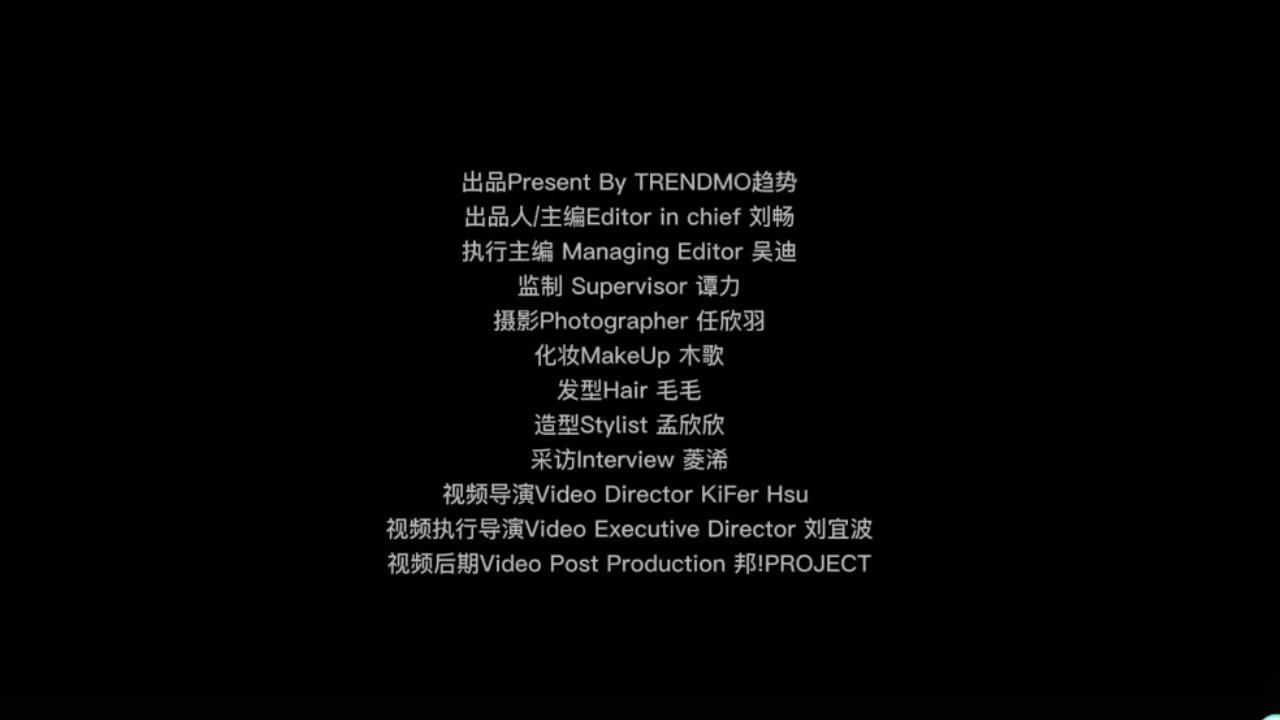 出品Present By TRENDMO趋势
出品人/主编Editor in chief 刘畅
执行主编 Managing Editor 吴迪
监制 Supervisor 谭力
摄影Photographer 任欣羽
化妆MakeUp 木歌
发型Hair 毛毛
造型Stylist 孟欣欣
采访Interview 菱浠
视频导演Video Director KiFer Hsu
视频执行导演Video Executive Director 刘宜波
视频后期Video Post Production 邦!PROJECT